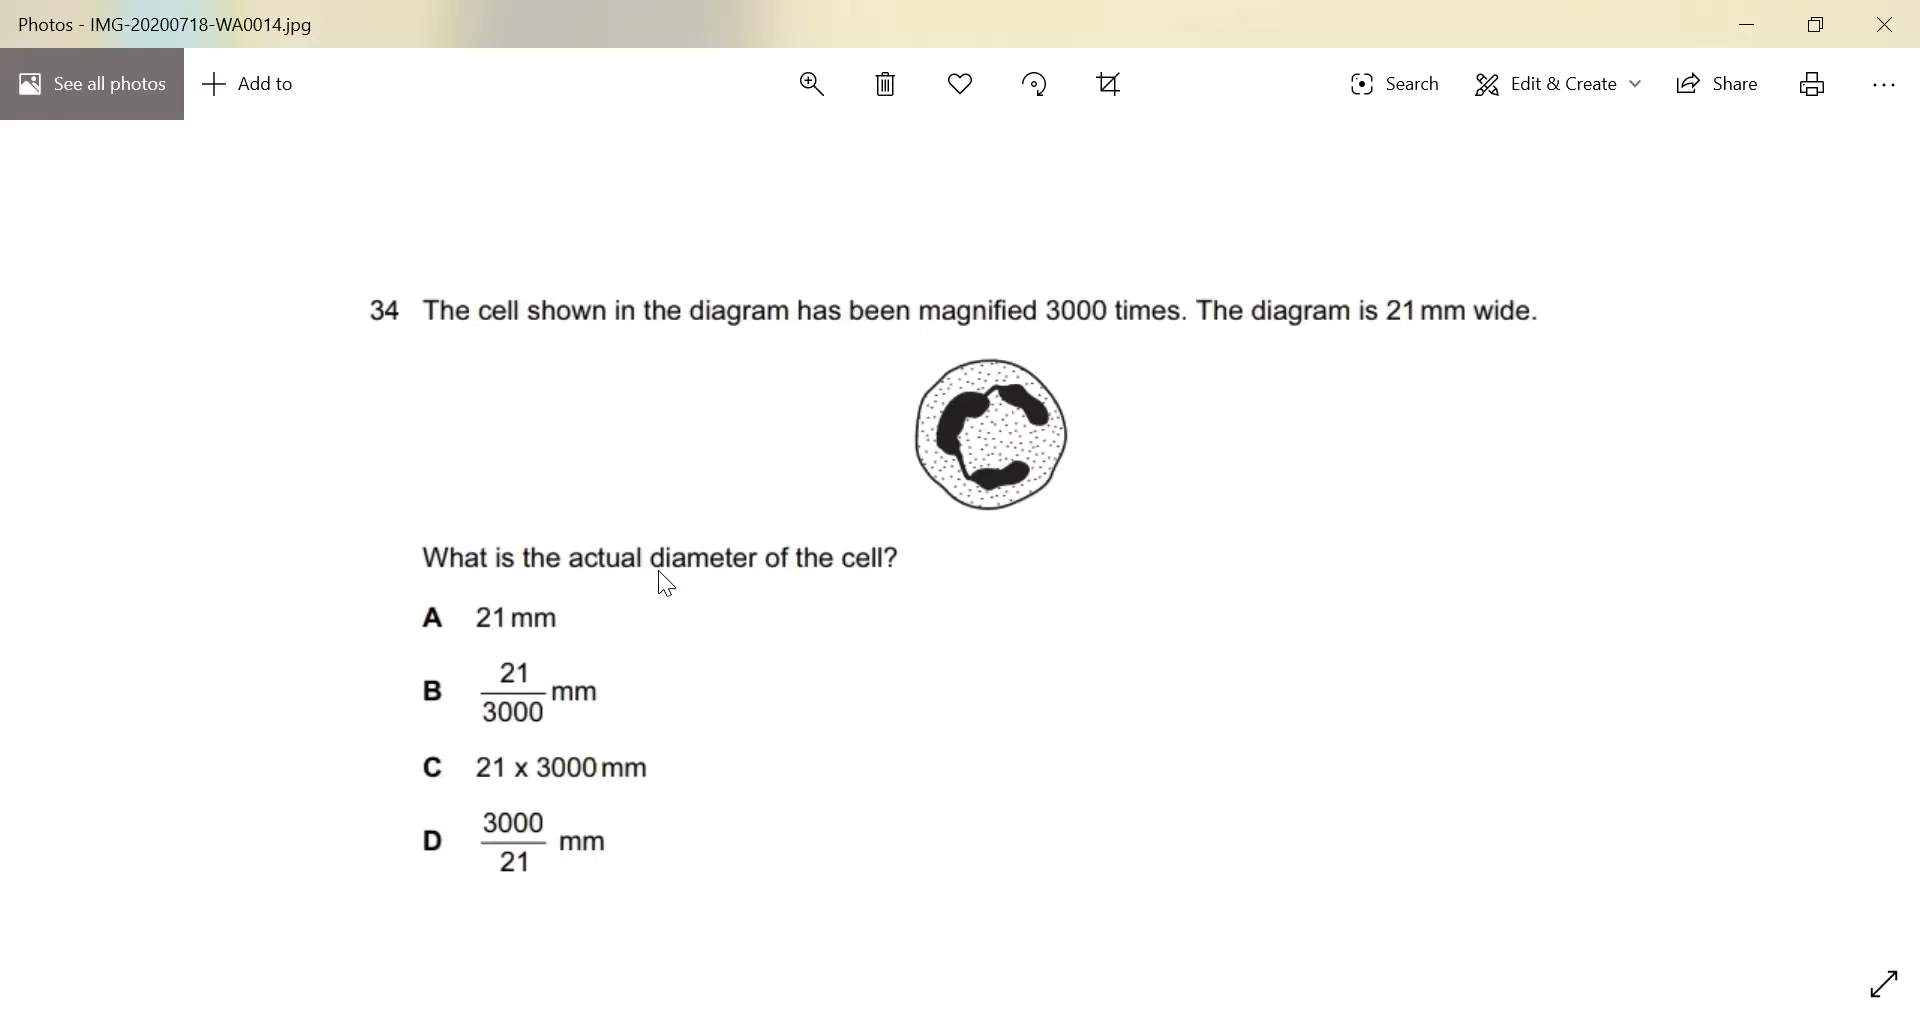 Photos - IMG-20200718-WA0014.jpg
See all photos
Add to
Search
Edit & Create
Share
34 The cell shown in the diagram has been magnified 3000 times. The diagram is 21 mm wide.
What is the actual diameter of the cell?
A 21 mm
B 21/3000 mm
C 21 x 3000 mm
D 3000/21 mm